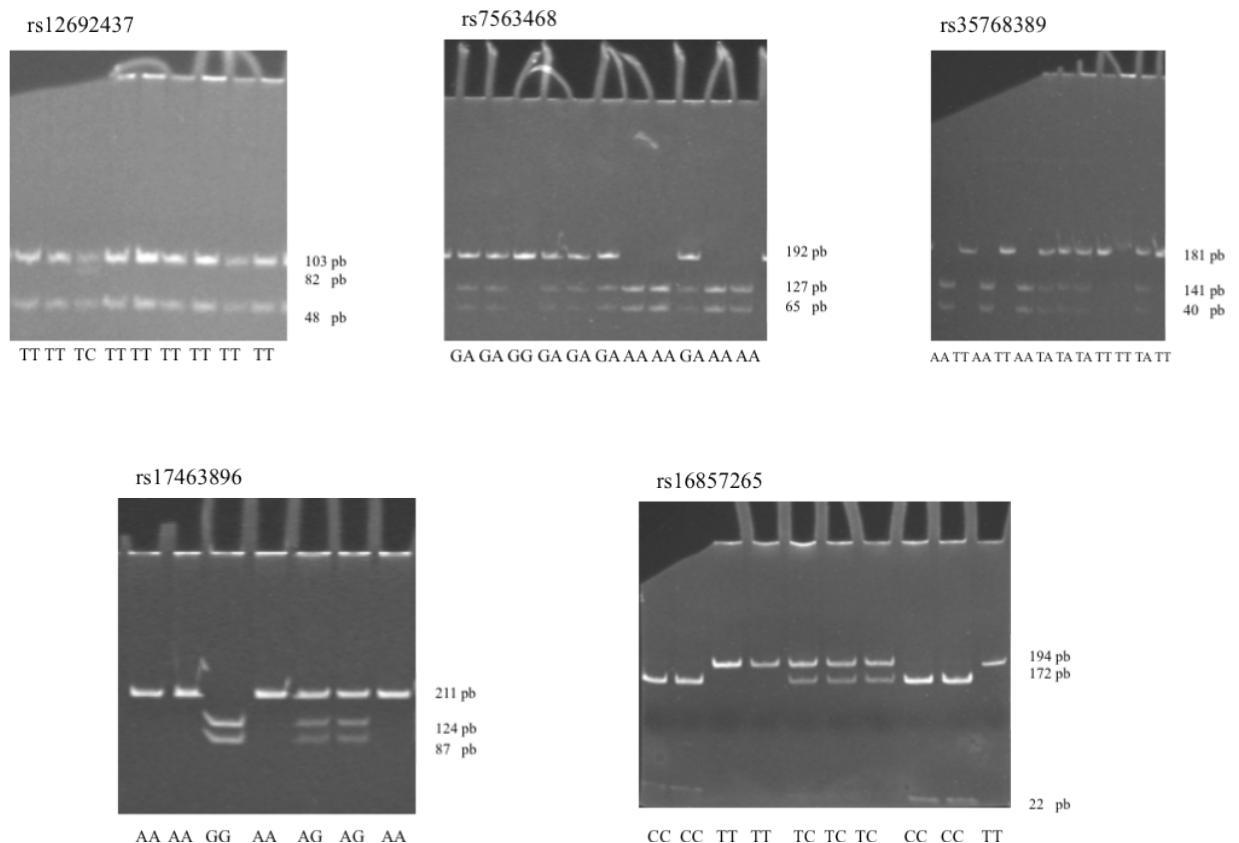 rs12692437
103 pb
82 pb
48 pb
TT TT TC TT TT TT TT TT TT
rs7563468
192 pb
127 pb
65 pb
GA GA GG GA GA GA AA AA GA AA AA
rs35768389
181 pb
141 pb
40 pb
AA TT AA TT AA TA TA TA TT TT TA TT
rs17463896
211 pb
124 pb
87 pb
AA AA GG AA AG AG AA
rs16857265
194 pb
172 pb
22 pb
CC CC TT TT TC TC TC CC CC TT